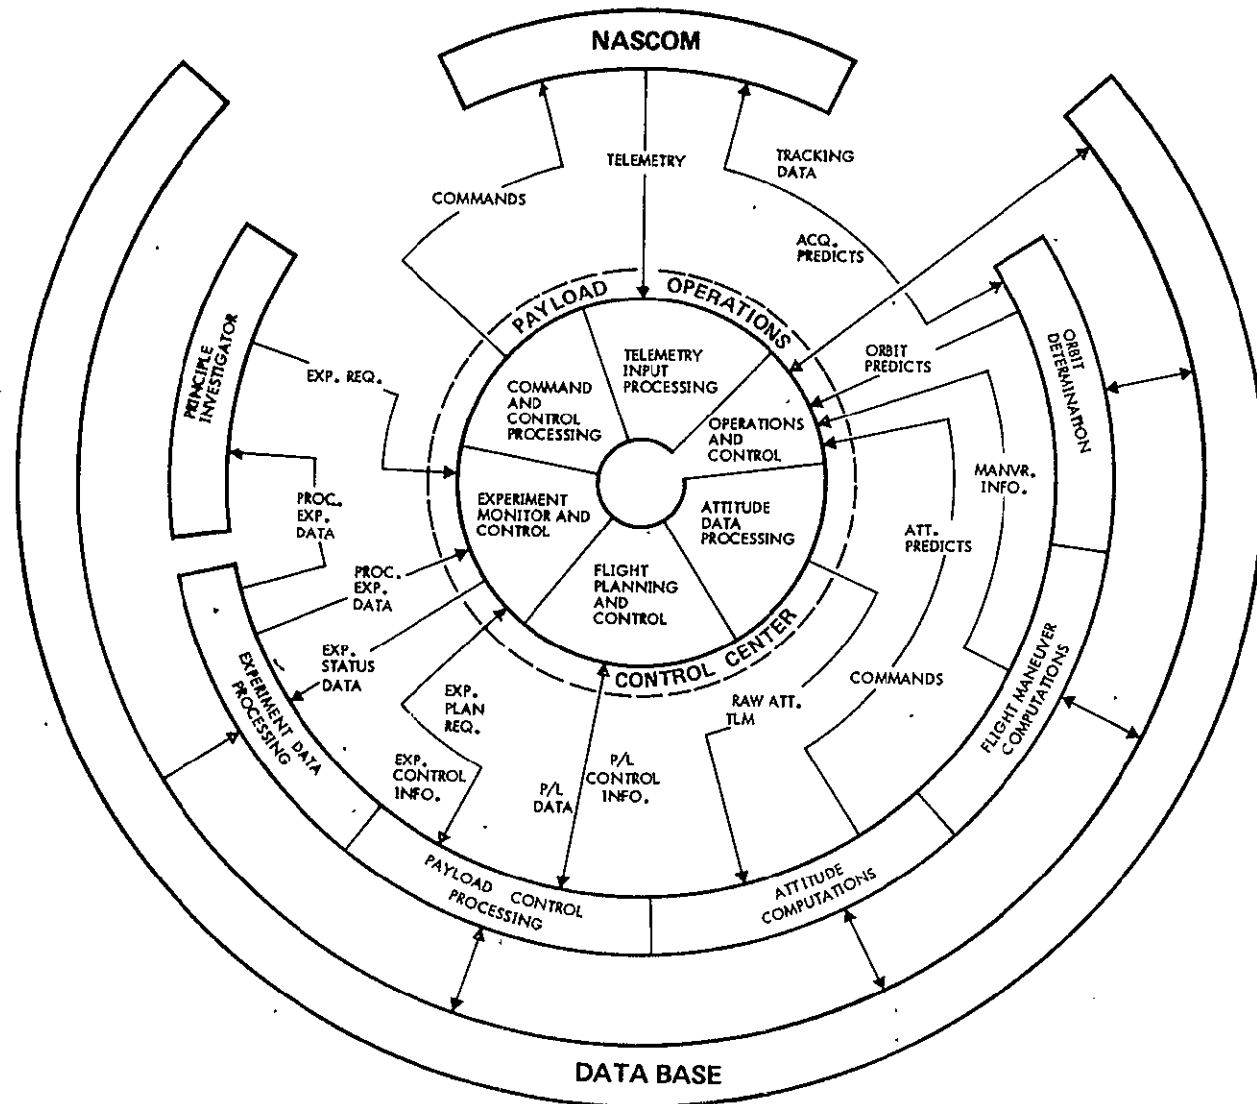 NASCOM
TELEMETRY
TRACKING
DATA
COMMANDS
ACQ.
PREDICTS
PAYLOAD OPERATIONS
CONTROL CENTER
PRINCIPLE
INVESTIGATOR
EXP. REQ.
TELEMETRY
INPUT
PROCESSING
COMMAND
AND
CONTROL
PROCESSING
OPERATIONS
AND
CONTROL
EXPERIMENT
MONITOR AND
CONTROL
ATTITUDE
DATA
PROCESSING
FLIGHT
PLANNING
AND
CONTROL
ORBIT
PREDICTS
ORBIT
DETERMINATION
MANVR.
INFO.
ATT.
PREDICTS
PROC.
EXP.
DATA
PROC.
EXP.
DATA
EXP.
STATUS
DATA
EXP.
PLAN
REQ.
EXP.
CONTROL
INFO.
P/L
DATA
P/L
CONTROL
INFO.
RAW ATT.
TLM
COMMANDS
EXPERIMENT DATA
PROCESSING
PAYLOAD CONTROL
PROCESSING
ATTITUDE
COMPUTATIONS
FLIGHT MANEUVER
COMPUTATIONS
DATA BASE